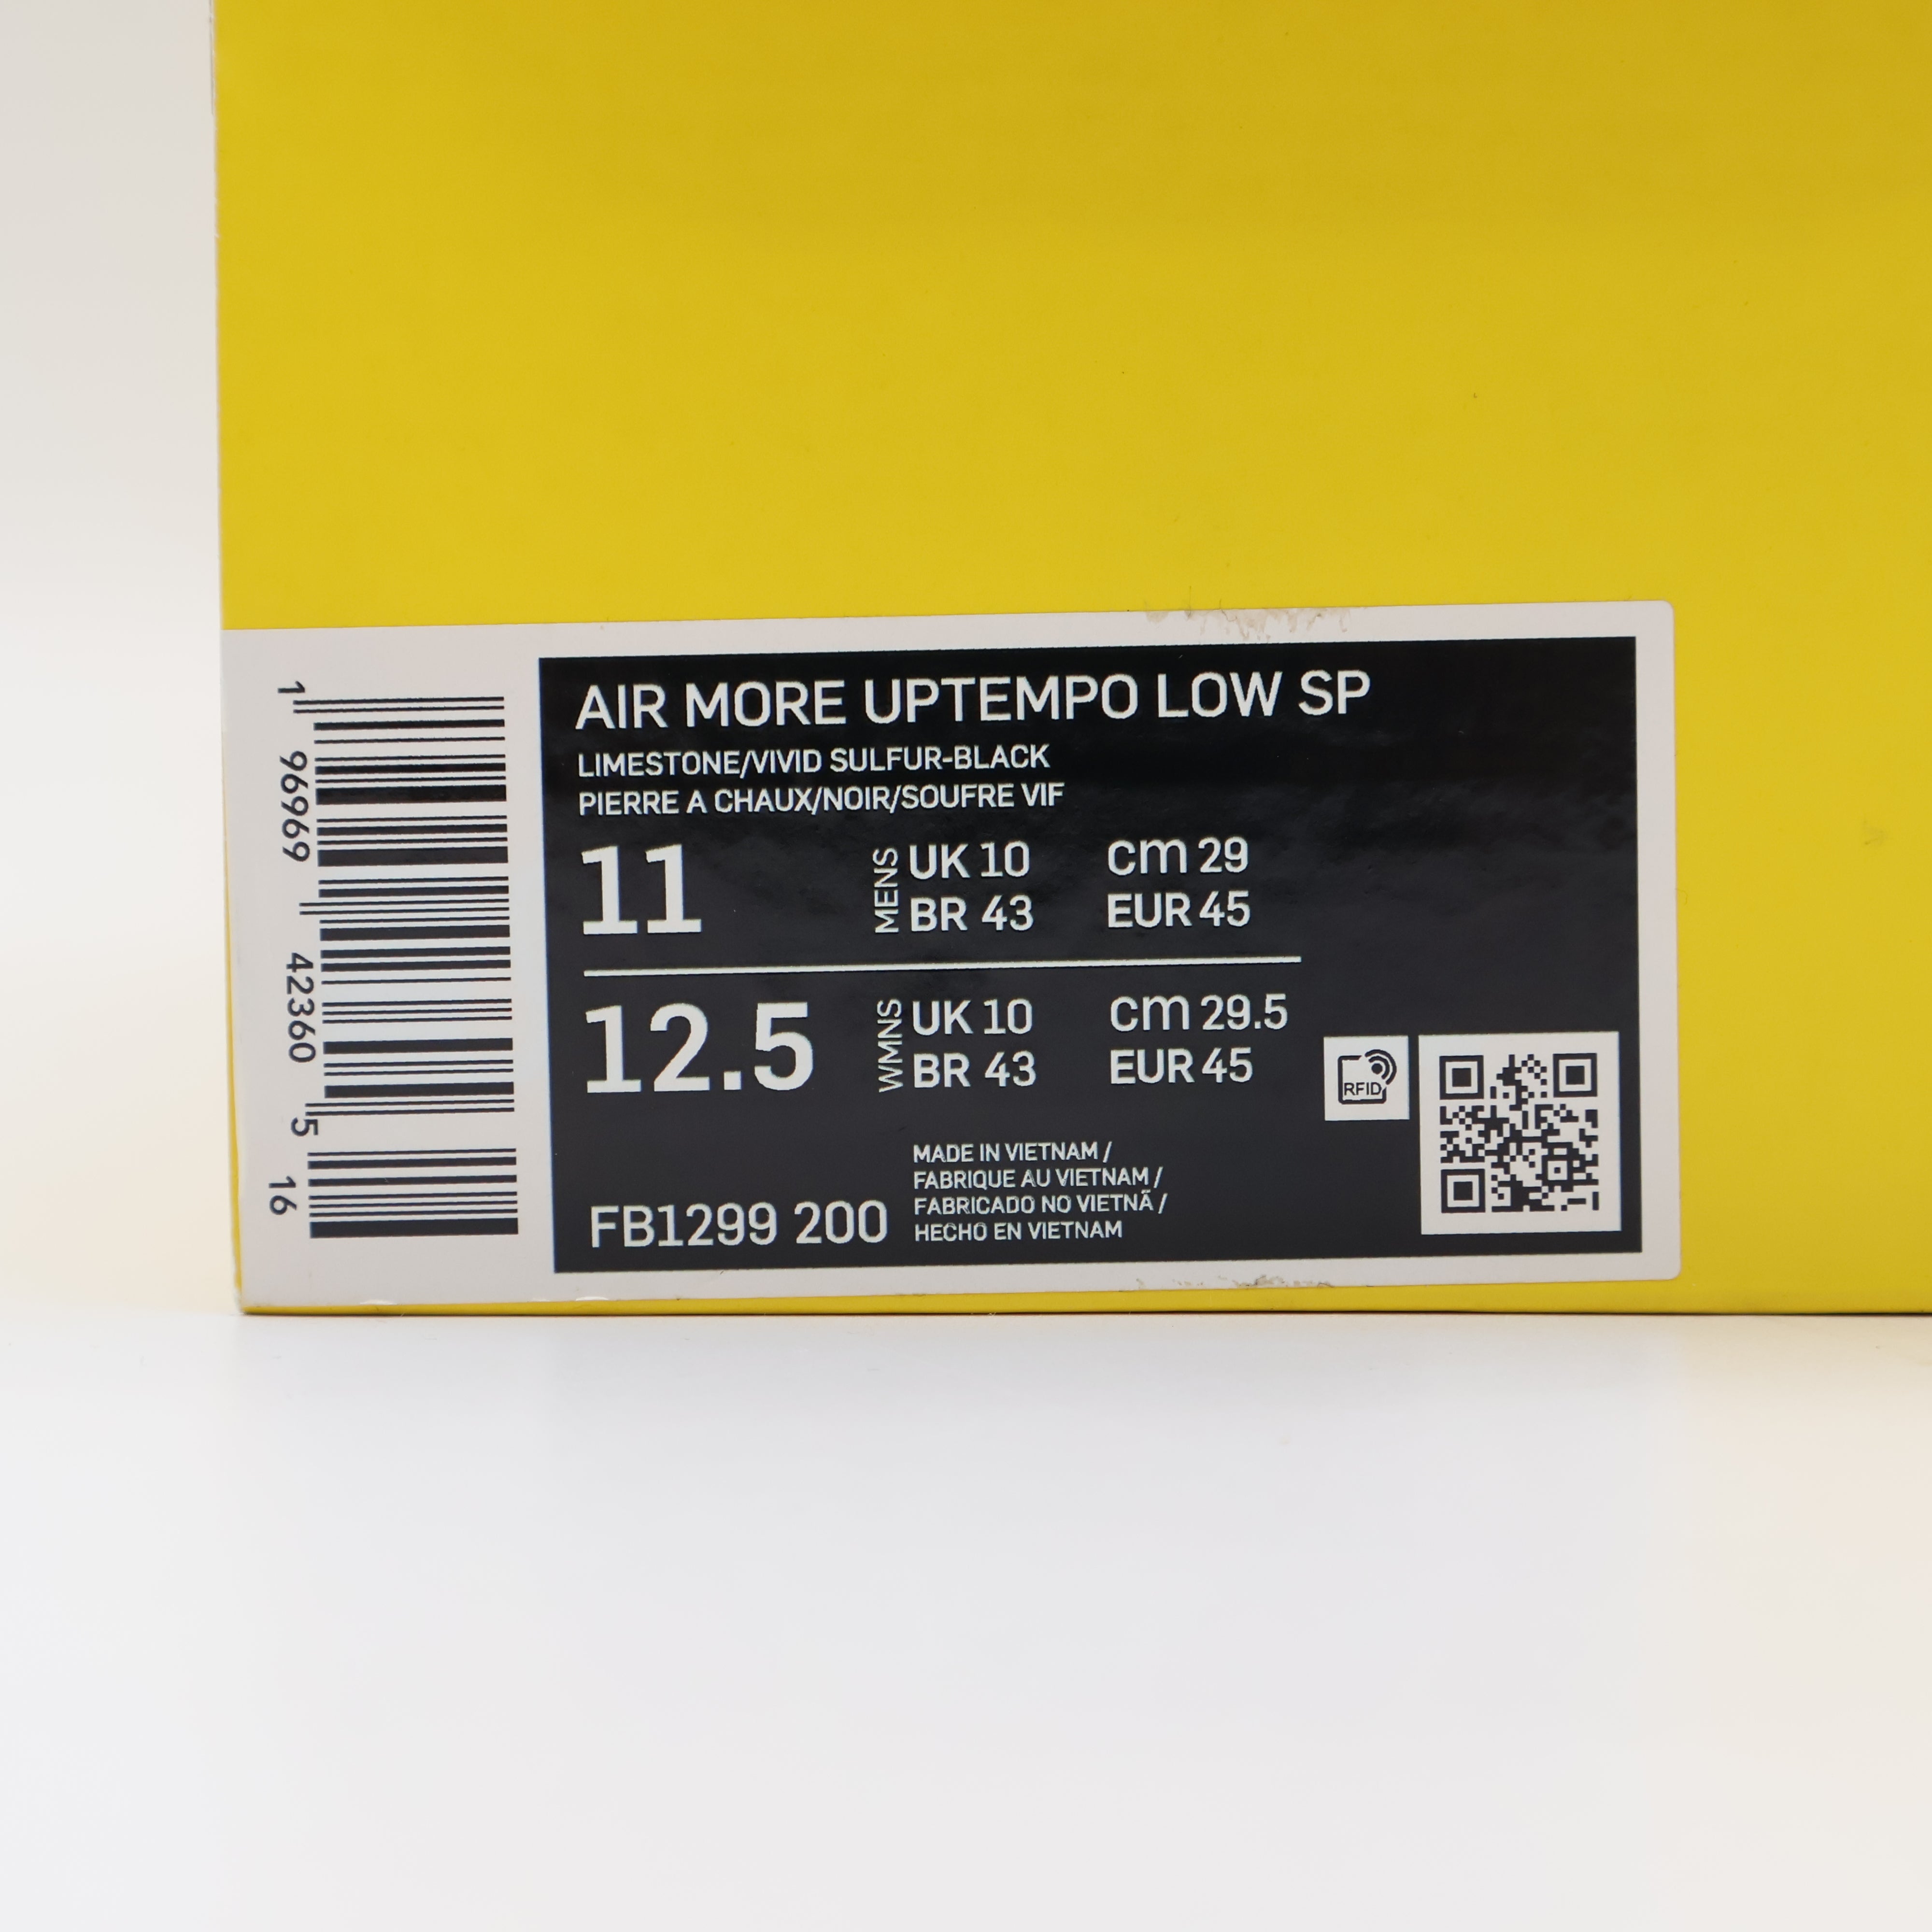 AIR MORE UPTEMPO LOW SP
LIMESTONE/VIVID SULFUR-BLACK
PIERRE A CHAUX/NOIR/SOUFRE VIF
11 MENS UK 10 cm 29
BR 43 EUR 45
12.5 WMNS UK 10 cm 29.5
BR 43 EUR 45
RFID
MADE IN VIETNAM /
FABRIQUE AU VIETNAM /
FABRICADO NO VIETNÃ /
HECHO EN VIETNAM
FB1299 200
1 96969 42360 5 16